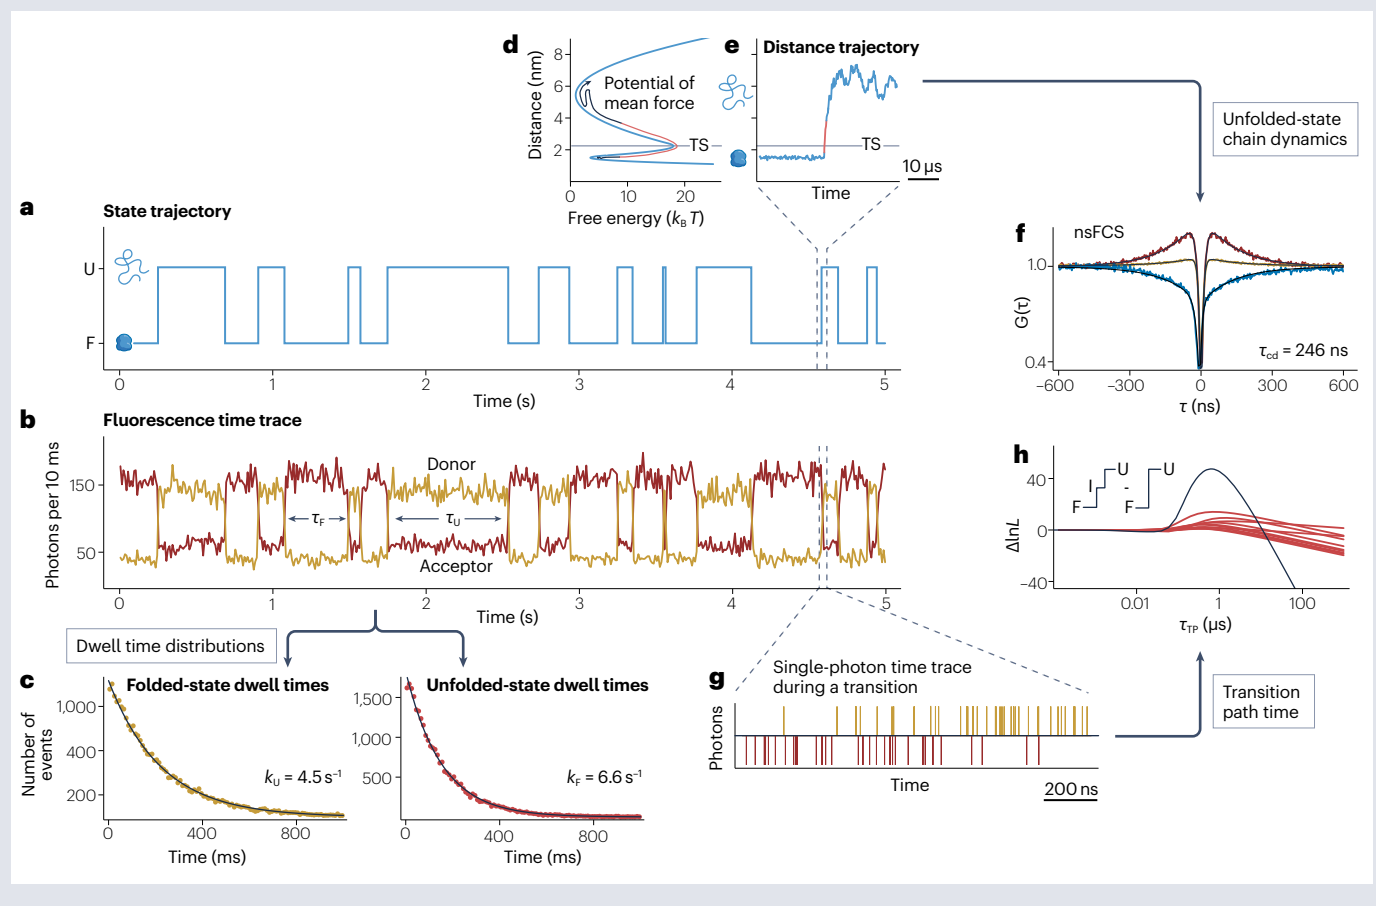 d
Distance (nm)
8
6
4
2
Potential of
mean force
TS
0
10
20
Free energy (kB T)
e
Distance trajectory
TS
Time
10 µs
Unfolded-state
chain dynamics
a
State trajectory
U
F
0
1
2
3
4
5
Time (s)
f
nsFCS
G(τ)
1.0
0.4
τcd = 246 ns
−600
−300
0
300
600
τ (ns)
b
Fluorescence time trace
Photons per 10 ms
150
50
Donor
τF
τU
Acceptor
0
1
2
3
4
5
Time (s)
h
ΔlnL
40
0
−40
U
I
F
-
U
F
0.01
1
100
τTP (µs)
Dwell time distributions
c
Folded-state dwell times
Number of
events
1,000
400
200
kU = 4.5 s−1
0
400
800
Time (ms)
Unfolded-state dwell times
1,500
1,000
500
kF = 6.6 s−1
0
400
800
Time (ms)
g
Single-photon time trace
during a transition
Photons
Time
200 ns
Transition
path time